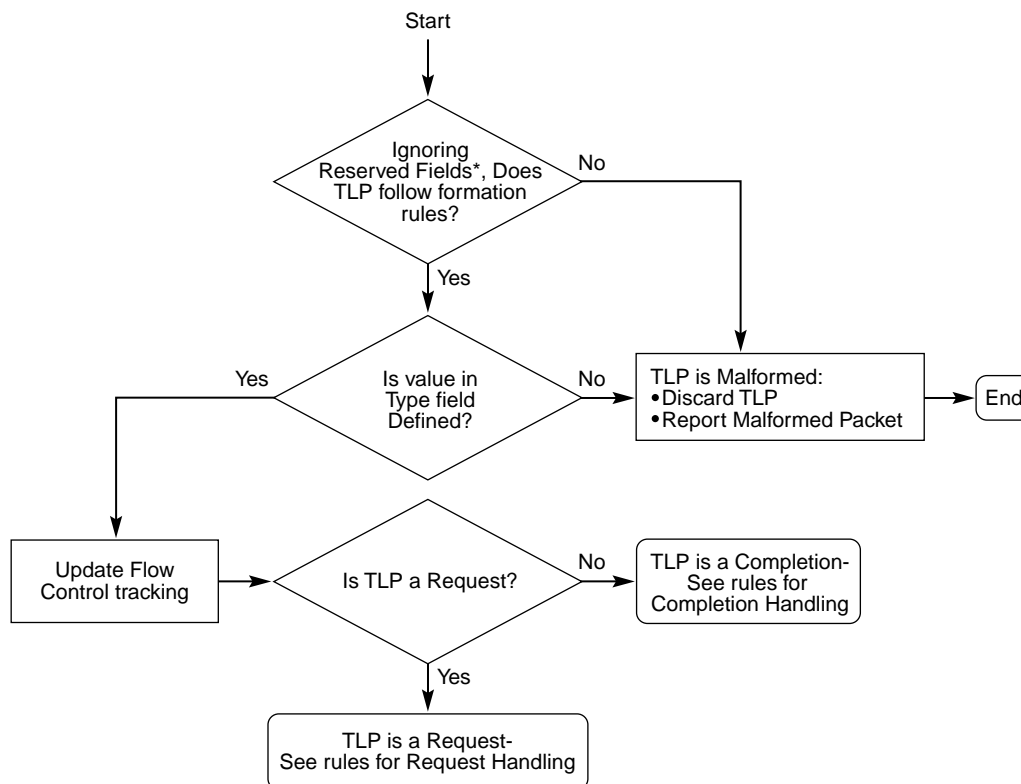 Start
Ignoring
Reserved Fields*, Does
TLP follow formation
rules?
No
Yes
Is value in
Type field
Defined?
Yes
No
TLP is Malformed:
•Discard TLP
•Report Malformed Packet
End
Update Flow
Control tracking
Is TLP a Request?
No
TLP is a Completion-
See rules for
Completion Handling
Yes
TLP is a Request-
See rules for Request Handling